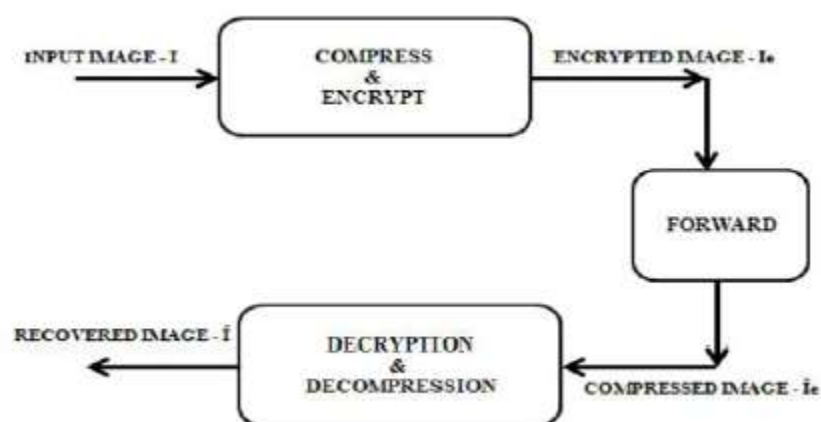 INPUT IMAGE - I
COMPRESS
&
ENCRYPT
ENCRYPTED IMAGE - Ie
FORWARD
RECOVERED IMAGE - Î
DECRYPTION
&
DECOMPRESSION
COMPRESSED IMAGE - Îe